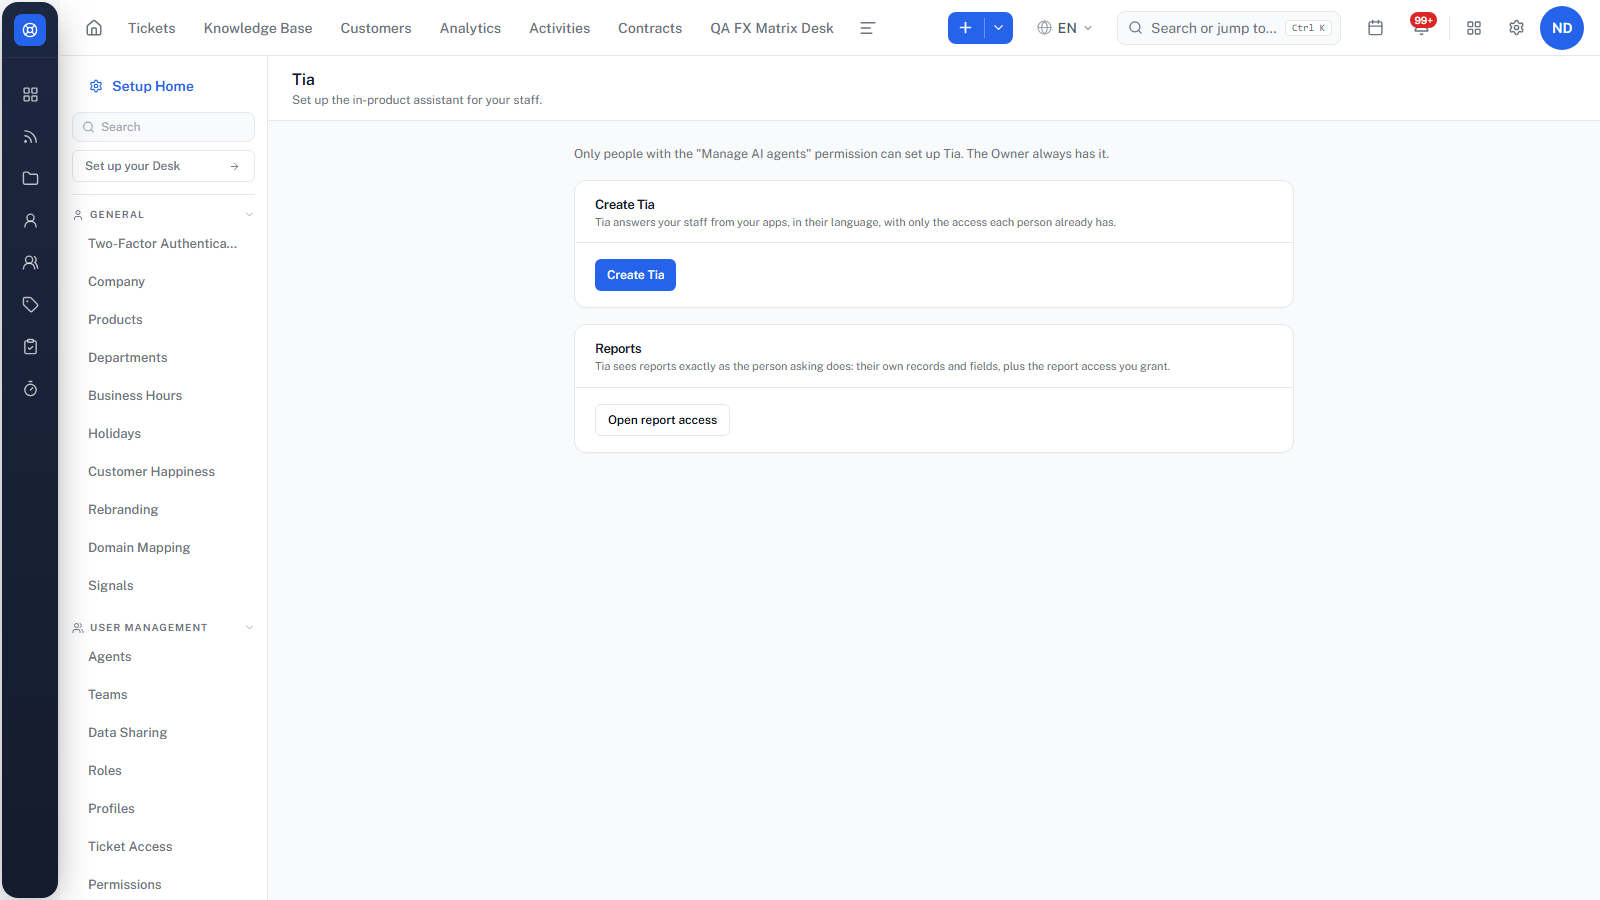 Tickets
Knowledge Base
Customers
Analytics
Activities
Contracts
QA FX Matrix Desk
EN
Search or jump to...
Ctrl K
99+
ND
Setup Home
Search
Set up your Desk
GENERAL
Two-Factor Authentica...
Company
Products
Departments
Business Hours
Holidays
Customer Happiness
Rebranding
Domain Mapping
Signals
USER MANAGEMENT
Agents
Teams
Data Sharing
Roles
Profiles
Ticket Access
Permissions
Tia
Set up the in-product assistant for your staff.
Only people with the "Manage AI agents" permission can set up Tia. The Owner always has it.
Create Tia
Tia answers your staff from your apps, in their language, with only the access each person already has.
Create Tia
Reports
Tia sees reports exactly as the person asking does: their own records and fields, plus the report access you grant.
Open report access